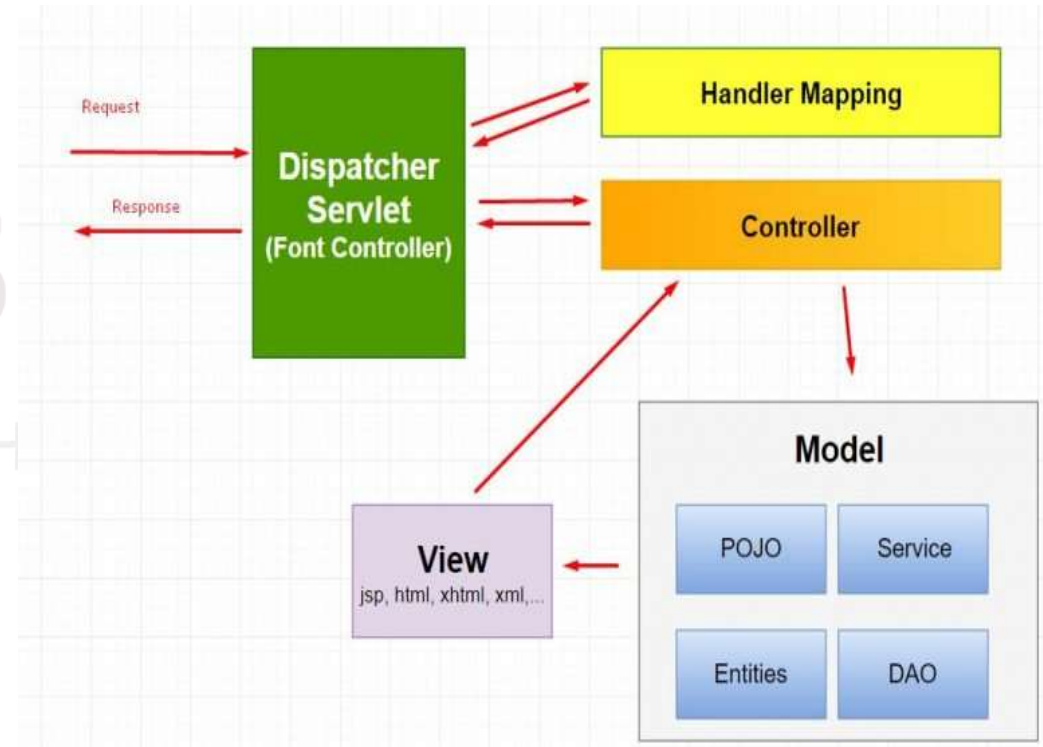 Request
Response
Dispatcher
Servlet
(Font Controller)
Handler Mapping
Controller
Model
POJO
Service
Entities
DAO
View
jsp, html, xhtml, xml,...